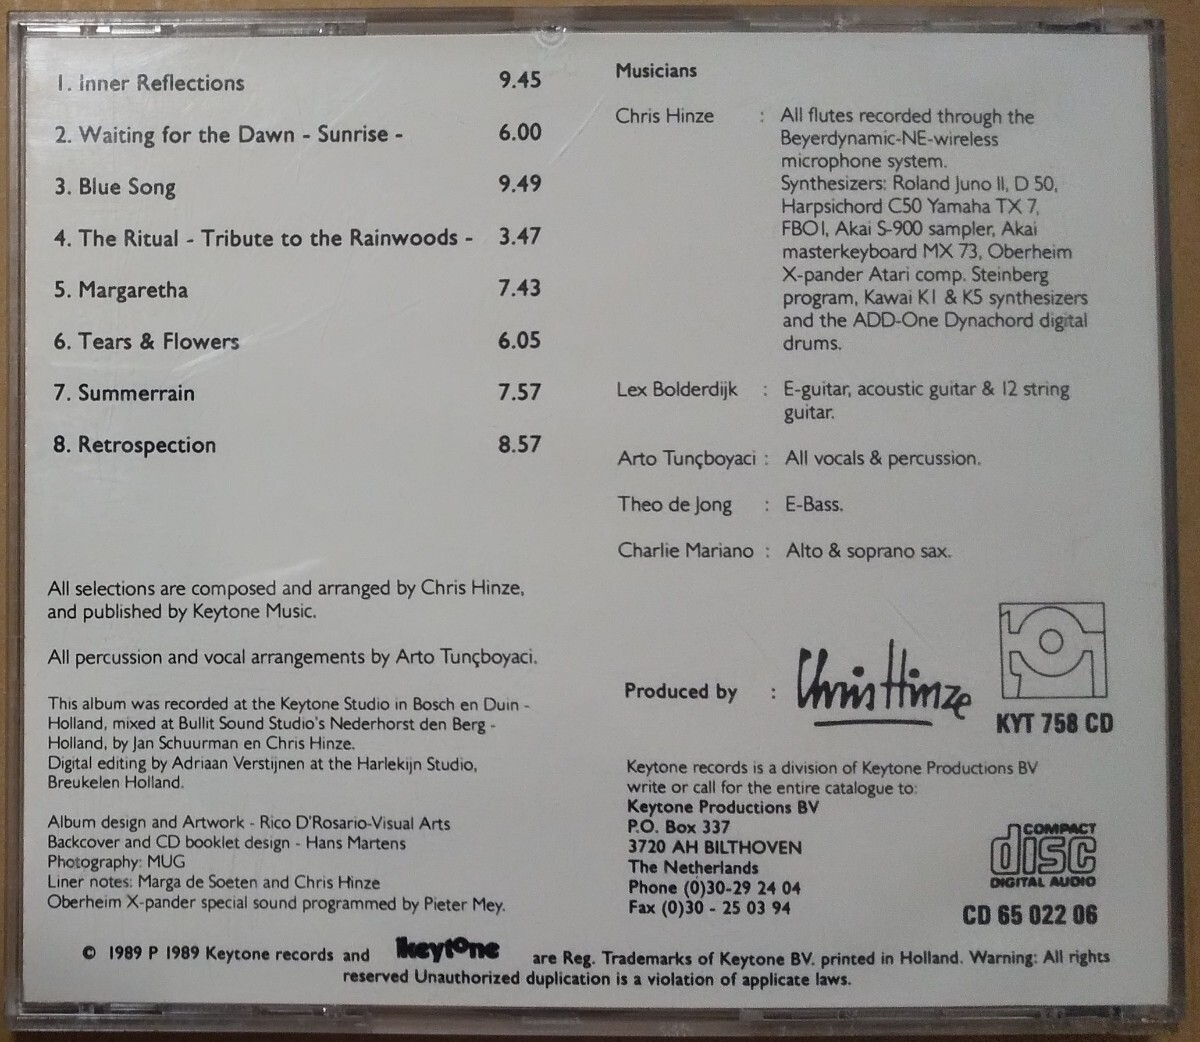 1. Inner Reflections 9.45
2. Waiting for the Dawn - Sunrise - 6.00
3. Blue Song 9.49
4. The Ritual - Tribute to the Rainwoods - 3.47
5. Margaretha 7.43
6. Tears & Flowers 6.05
7. Summerrain 7.57
8. Retrospection 8.57
All selections are composed and arranged by Chris Hinze,
and published by Keytone Music.
All percussion and vocal arrangements by Arto Tunçboyaci.
This album was recorded at the Keytone Studio in Bosch en Duin -
Holland, mixed at Bullit Sound Studio's Nederhorst den Berg -
Holland, by Jan Schuurman en Chris Hinze.
Digital editing by Adriaan Verstijnen at the Harlekijn Studio,
Breukelen Holland.
Album design and Artwork - Rico D'Rosario-Visual Arts
Backcover and CD booklet design - Hans Martens
Photography: MUG
Liner notes: Marga de Soeten and Chris Hinze
Oberheim X-pander special sound programmed by Pieter Mey.
Musicians
Chris Hinze : All flutes recorded through the
Beyerdynamic-NE-wireless
microphone system.
Synthesizers: Roland Juno II, D 50,
Harpsichord C50 Yamaha TX 7,
FBO1, Akai S-900 sampler, Akai
masterkeyboard MX 73, Oberheim
X-pander Atari comp. Steinberg
program, Kawai K1 & K5 synthesizers
and the ADD-One Dynachord digital
drums.
Lex Bolderdijk : E-guitar, acoustic guitar & 12 string
guitar.
Arto Tunçboyaci : All vocals & percussion.
Theo de Jong : E-Bass.
Charlie Mariano : Alto & soprano sax.
Produced by : Chris Hinze
KYT 758 CD
Keytone records is a division of Keytone Productions BV
write or call for the entire catalogue to:
Keytone Productions BV
P.O. Box 337
3720 AH BILTHOVEN
The Netherlands
Phone (0)30-29 24 04
Fax (0)30 - 25 03 94
COMPACT
disc
DIGITAL AUDIO
CD 65 022 06
© 1989 P 1989 Keytone records and keytone are Reg. Trademarks of Keytone BV. printed in Holland. Warning: All rights
reserved Unauthorized duplication is a violation of applicate laws.